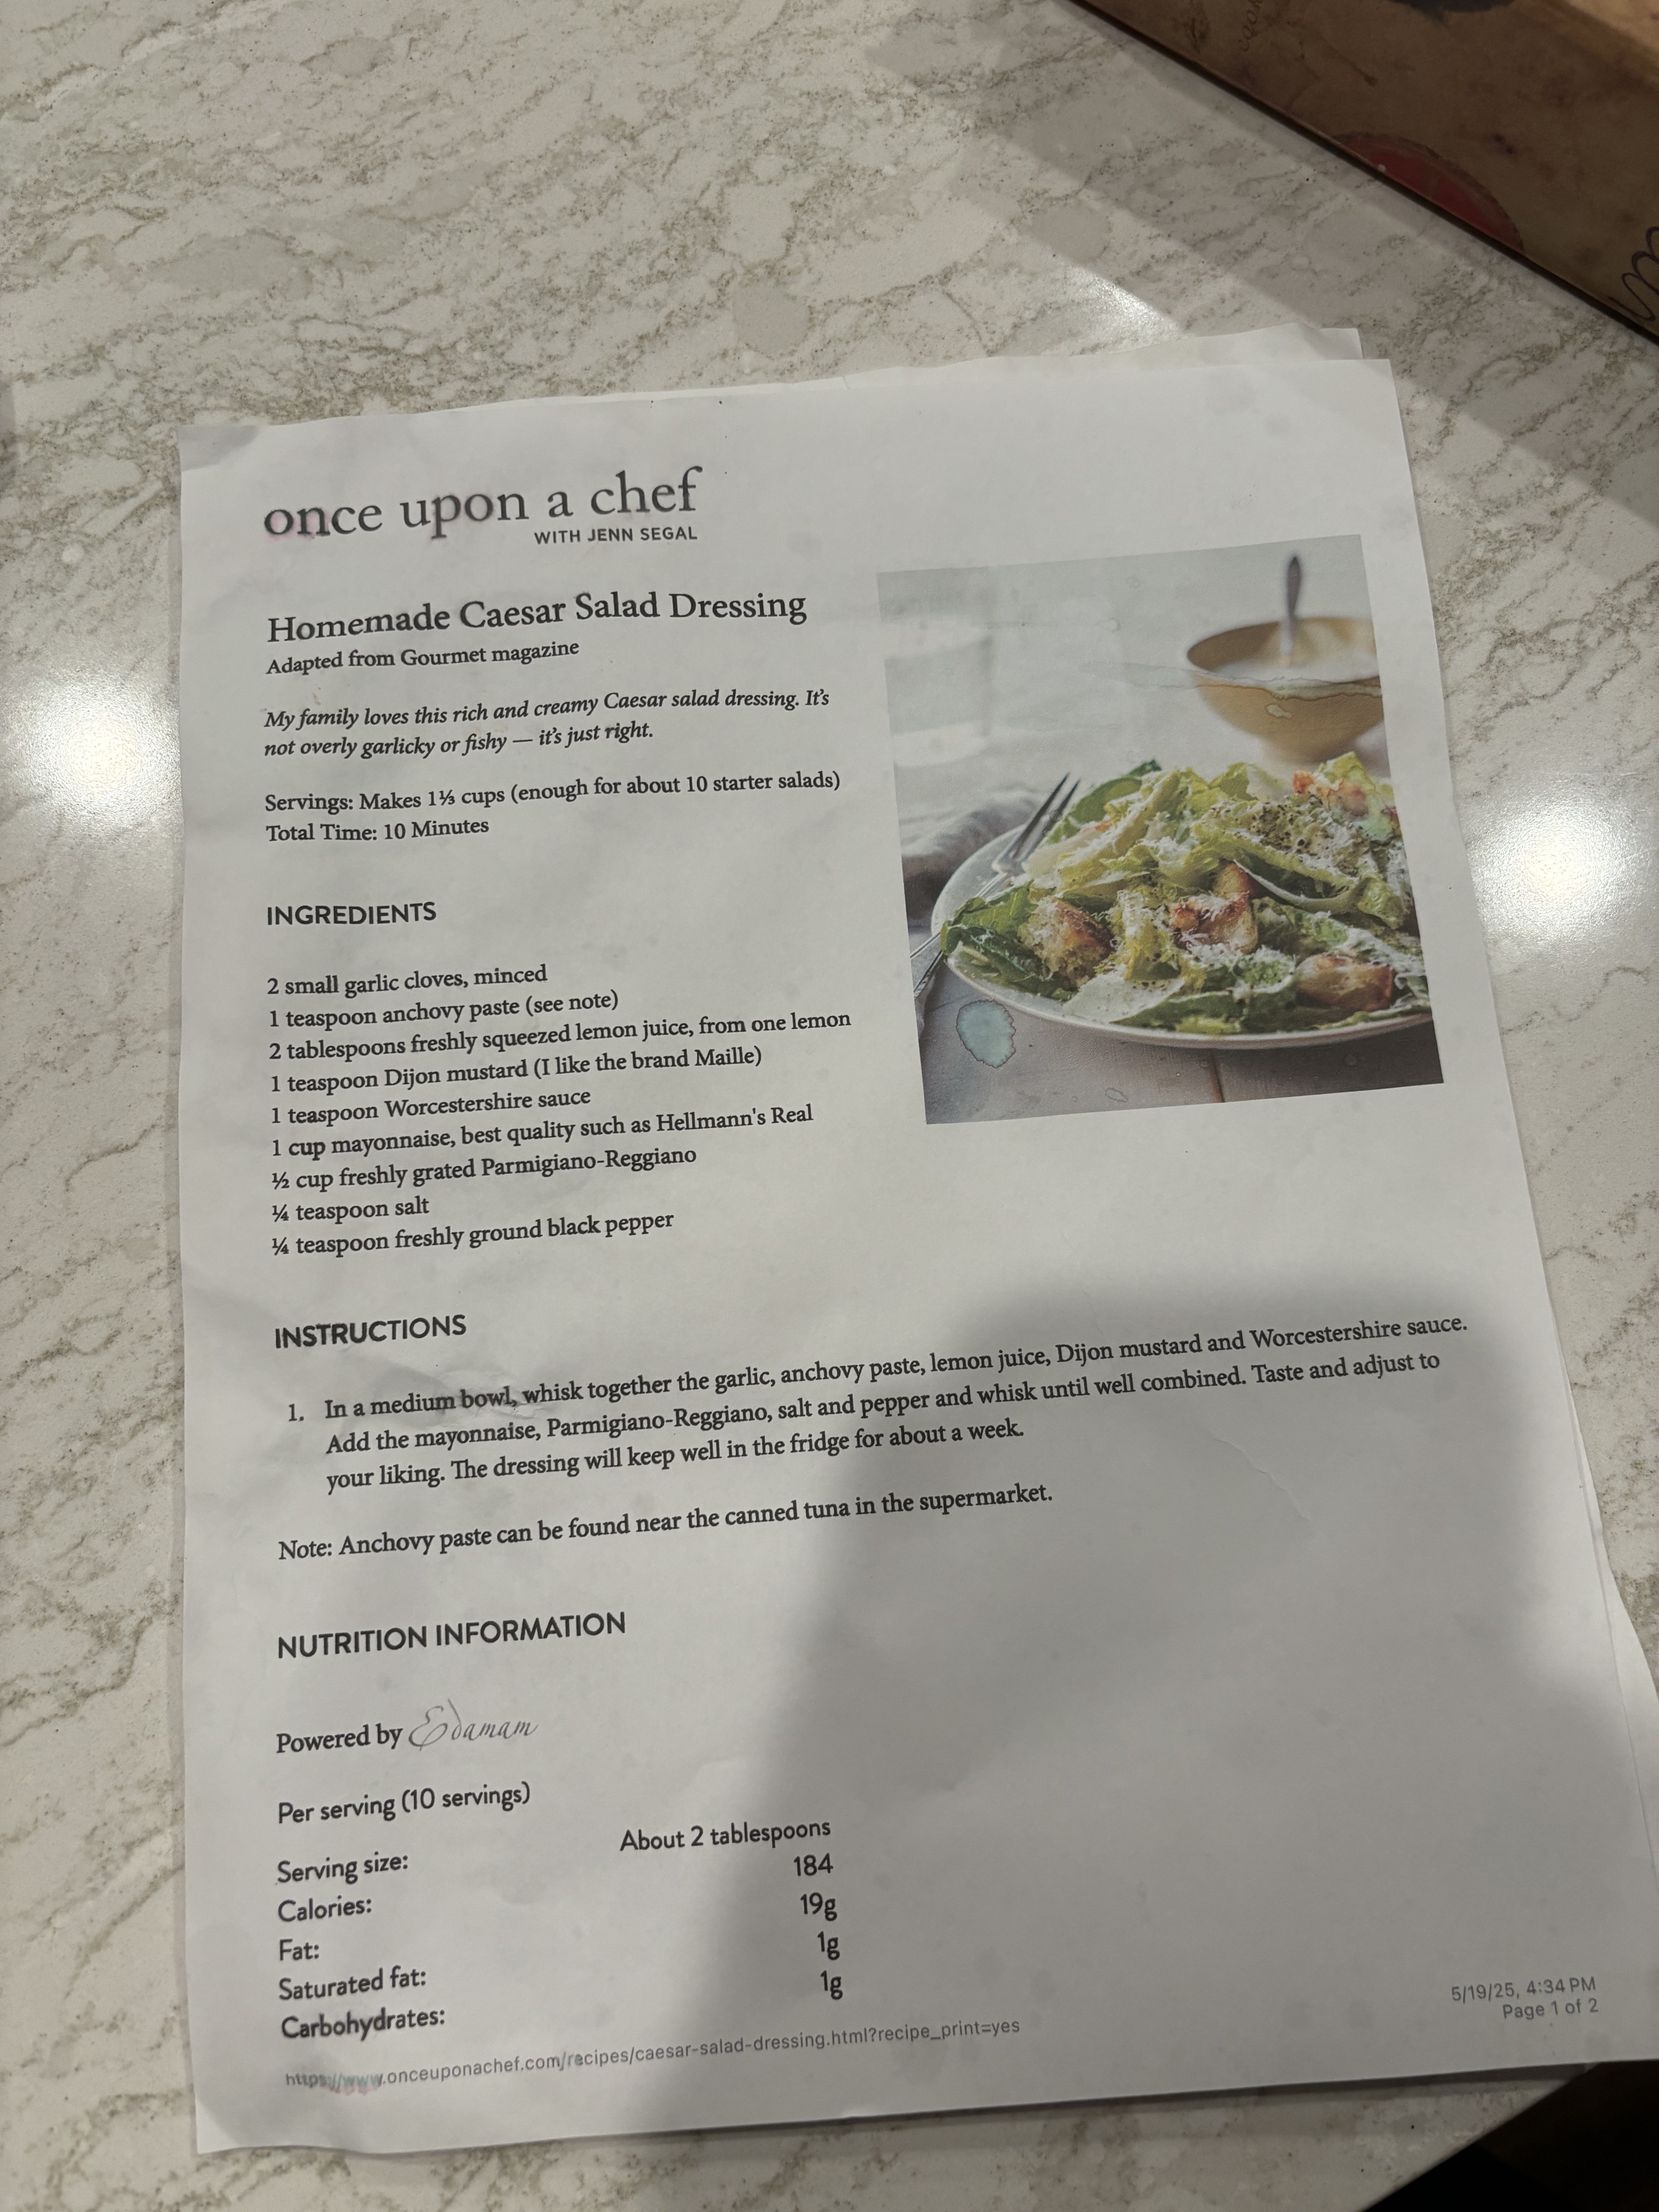 once upon a chef
WITH JENN SEGAL
Homemade Caesar Salad Dressing
Adapted from Gourmet magazine
My family loves this rich and creamy Caesar salad dressing. It's
not overly garlicky or fishy — it's just right.
Servings: Makes 1⅓ cups (enough for about 10 starter salads)
Total Time: 10 Minutes
INGREDIENTS
2 small garlic cloves, minced
1 teaspoon anchovy paste (see note)
2 tablespoons freshly squeezed lemon juice, from one lemon
1 teaspoon Dijon mustard (I like the brand Maille)
1 teaspoon Worcestershire sauce
1 cup mayonnaise, best quality such as Hellmann's Real
½ cup freshly grated Parmigiano-Reggiano
¼ teaspoon salt
¼ teaspoon freshly ground black pepper
INSTRUCTIONS
1. In a medium bowl, whisk together the garlic, anchovy paste, lemon juice, Dijon mustard and Worcestershire sauce.
Add the mayonnaise, Parmigiano-Reggiano, salt and pepper and whisk until well combined. Taste and adjust to
your liking. The dressing will keep well in the fridge for about a week.
Note: Anchovy paste can be found near the canned tuna in the supermarket.
NUTRITION INFORMATION
Powered by Edamam
Per serving (10 servings)
Serving size: About 2 tablespoons
Calories: 184
Fat: 19g
Saturated fat: 1g
Carbohydrates: 1g
https://www.onceuponachef.com/recipes/caesar-salad-dressing.html?recipe_print=yes
5/19/25, 4:34 PM
Page 1 of 2